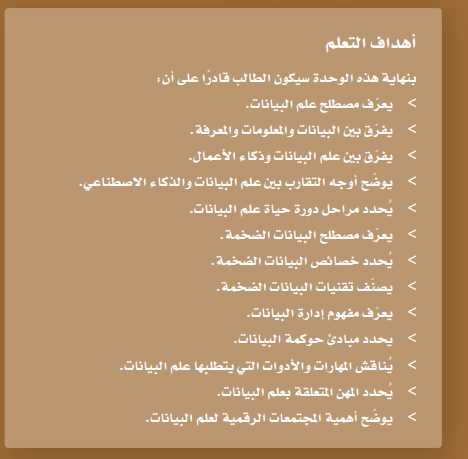 أهداف التعلم
بنهاية هذه الوحدة سيكون الطالب قادرًا على أن:
> يعرّف مصطلح علم البيانات.
> يفرّق بين البيانات والمعلومات والمعرفة.
> يفرّق بين علم البيانات وذكاء الأعمال.
> يوضّح أوجه التقارب بين علم البيانات والذكاء الاصطناعي.
> يُحدد مراحل دورة حياة علم البيانات.
> يعرّف مصطلح البيانات الضخمة.
> يُحدد خصائص البيانات الضخمة.
> يصنّف تقنيات البيانات الضخمة.
> يعرّف مفهوم إدارة البيانات.
> يحدد مبادئ حوكمة البيانات.
> يُناقش المهارات والأدوات التي يتطلبها علم البيانات.
> يُحدد المهن المتعلقة بعلم البيانات.
> يوضّح أهمية المجتمعات الرقمية لعلم البيانات.